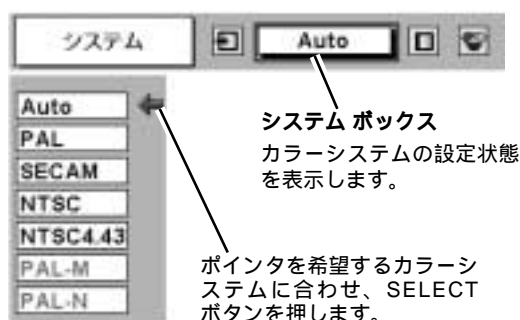 システム
Auto
Auto
PAL
SECAM
NTSC
NTSC4.43
PAL-M
PAL-N
システム ボックス
カラーシステムの設定状態
を表示します。
ポインタを希望するカラーシ
ステムに合わせ、SELECT
ボタンを押します。